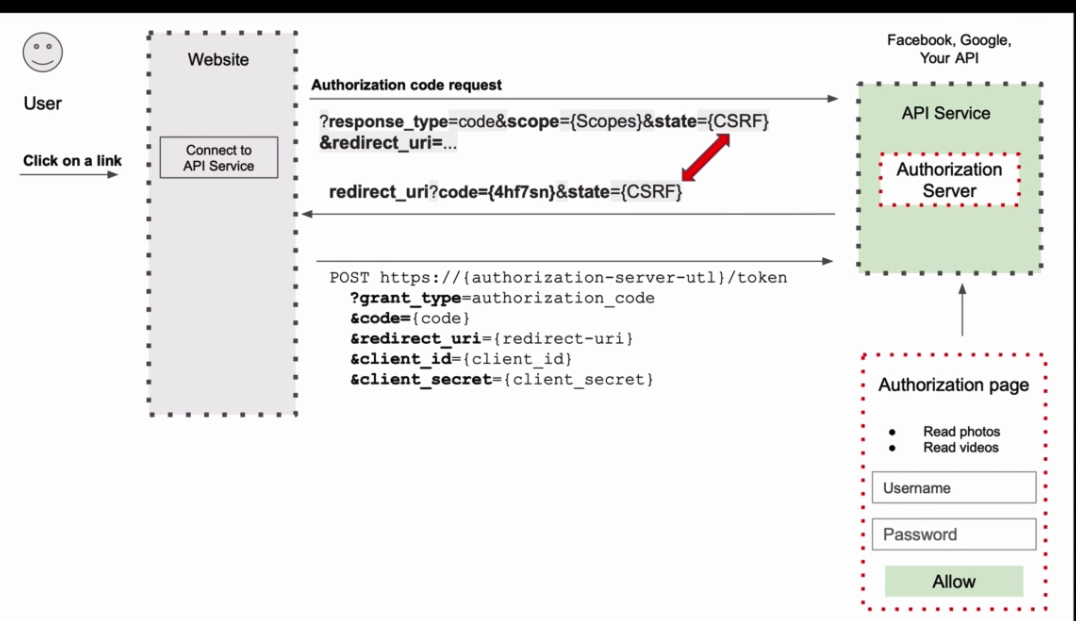 User
Click on a link
Website
Connect to
API Service
Authorization code request
?response_type=code&scope={Scopes}&state={CSRF}
&redirect_uri=...
redirect_uri?code={4hf7sn}&state={CSRF}
POST https://{authorization-server-utl}/token
?grant_type=authorization_code
&code={code}
&redirect_uri={redirect-uri}
&client_id={client_id}
&client_secret={client_secret}
Facebook, Google,
Your API
API Service
Authorization
Server
Authorization page
● Read photos
● Read videos
Username
Password
Allow